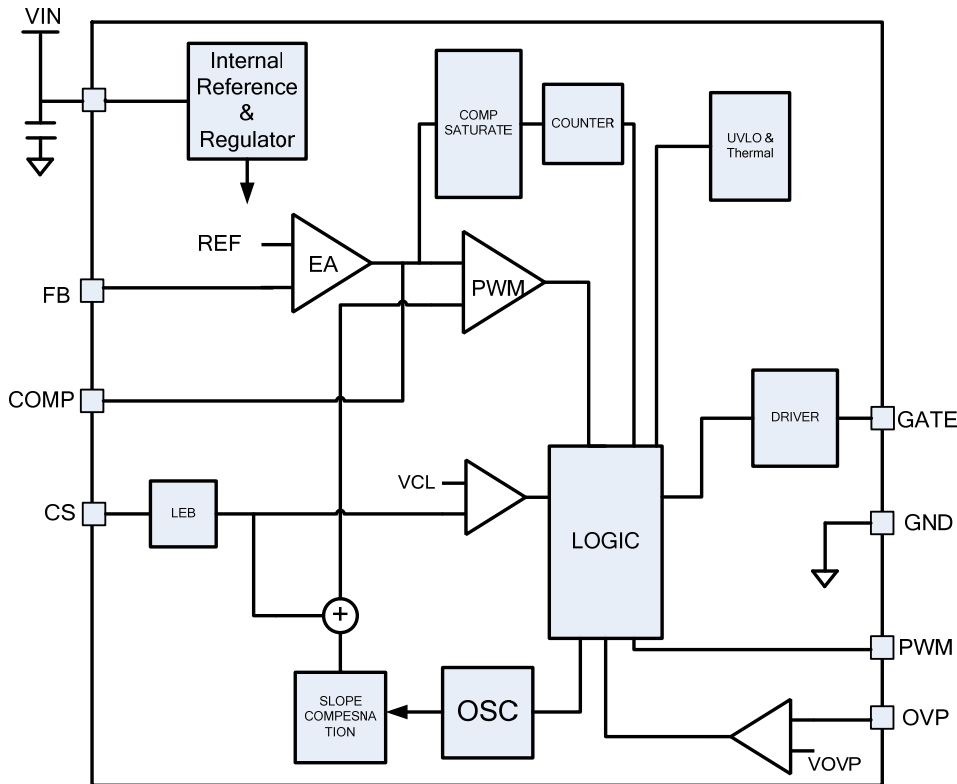 VIN
Internal
Reference
&
Regulator
COMP
SATURATE
COUNTER
UVLO &
Thermal
REF
EA
PWM
FB
COMP
DRIVER
GATE
VCL
CS
LEB
LOGIC
GND
+
PWM
SLOPE
COMPESNA
TION
OSC
OVP
VOVP